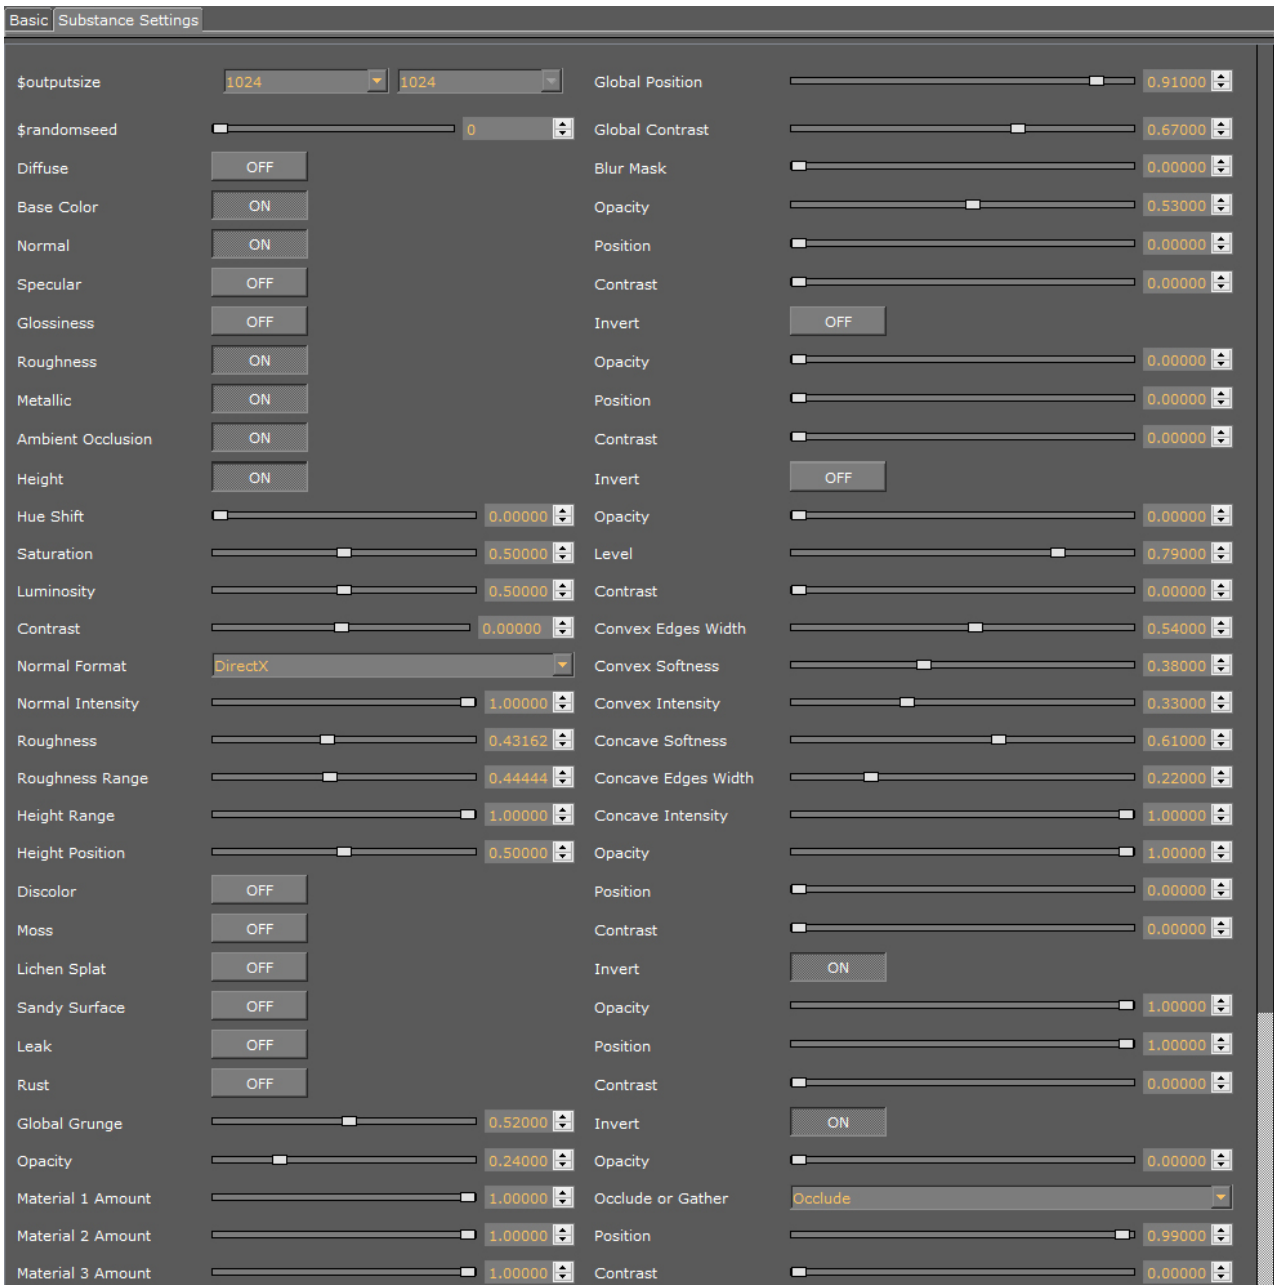 Basic Substance Settings
$outputsize 1024 1024 Global Position 0.91000
$randomseed 0 Global Contrast 0.67000
Diffuse OFF Blur Mask 0.00000
Base Color ON Opacity 0.53000
Normal ON Position 0.00000
Specular OFF Contrast 0.00000
Glossiness OFF Invert OFF
Roughness ON Opacity 0.00000
Metallic ON Position 0.00000
Ambient Occlusion ON Contrast 0.00000
Height ON Invert OFF
Hue Shift 0.00000 Opacity 0.00000
Saturation 0.50000 Level 0.79000
Luminosity 0.50000 Contrast 0.00000
Contrast 0.00000 Convex Edges Width 0.54000
Normal Format DirectX Convex Softness 0.38000
Normal Intensity 1.00000 Convex Intensity 0.33000
Roughness 0.43162 Concave Softness 0.61000
Roughness Range 0.44444 Concave Edges Width 0.22000
Height Range 1.00000 Concave Intensity 1.00000
Height Position 0.50000 Opacity 1.00000
Discolor OFF Position 0.00000
Moss OFF Contrast 0.00000
Lichen Splat OFF Invert ON
Sandy Surface OFF Opacity 1.00000
Leak OFF Position 1.00000
Rust OFF Contrast 0.00000
Global Grunge 0.52000 Invert ON
Opacity 0.24000 Opacity 0.00000
Material 1 Amount 1.00000 Occlude or Gather Occlude
Material 2 Amount 1.00000 Position 0.99000
Material 3 Amount 1.00000 Contrast 0.00000